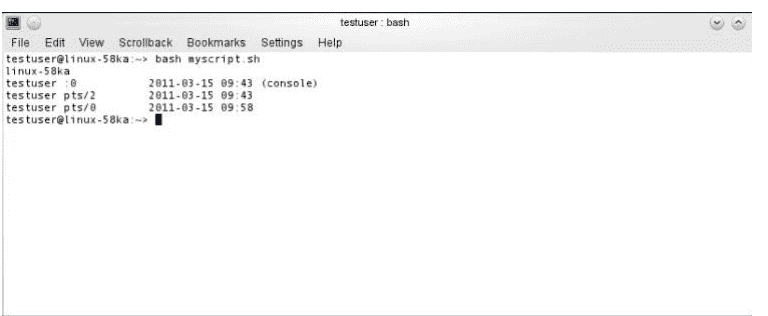 testuser : bash
File Edit View Scrollback Bookmarks Settings Help
testuser@linux-58ka:~> bash myscript.sh
linux-58ka
testuser :0 2011-03-15 09:43 (console)
testuser pts/2 2011-03-15 09:43
testuser pts/0 2011-03-15 09:58
testuser@linux-58ka:~>